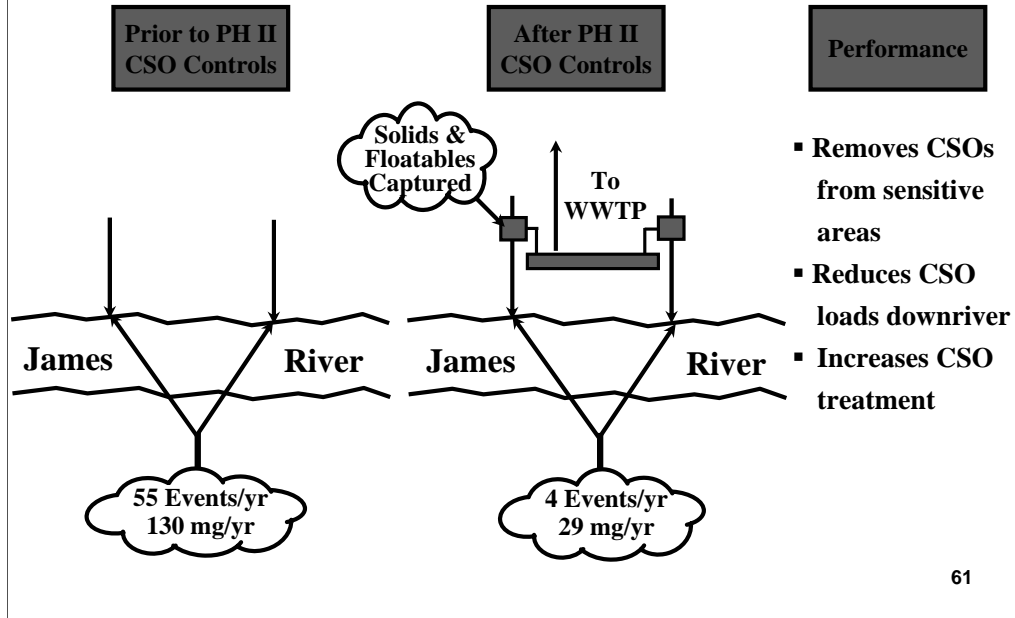 Prior to PH II
CSO Controls
After PH II
CSO Controls
Performance
Solids &
Floatables
Captured
To
WWTP
▪ Removes CSOs
from sensitive
areas
▪ Reduces CSO
loads downriver
▪ Increases CSO
treatment
James
River
James
River
55 Events/yr
130 mg/yr
4 Events/yr
29 mg/yr
61